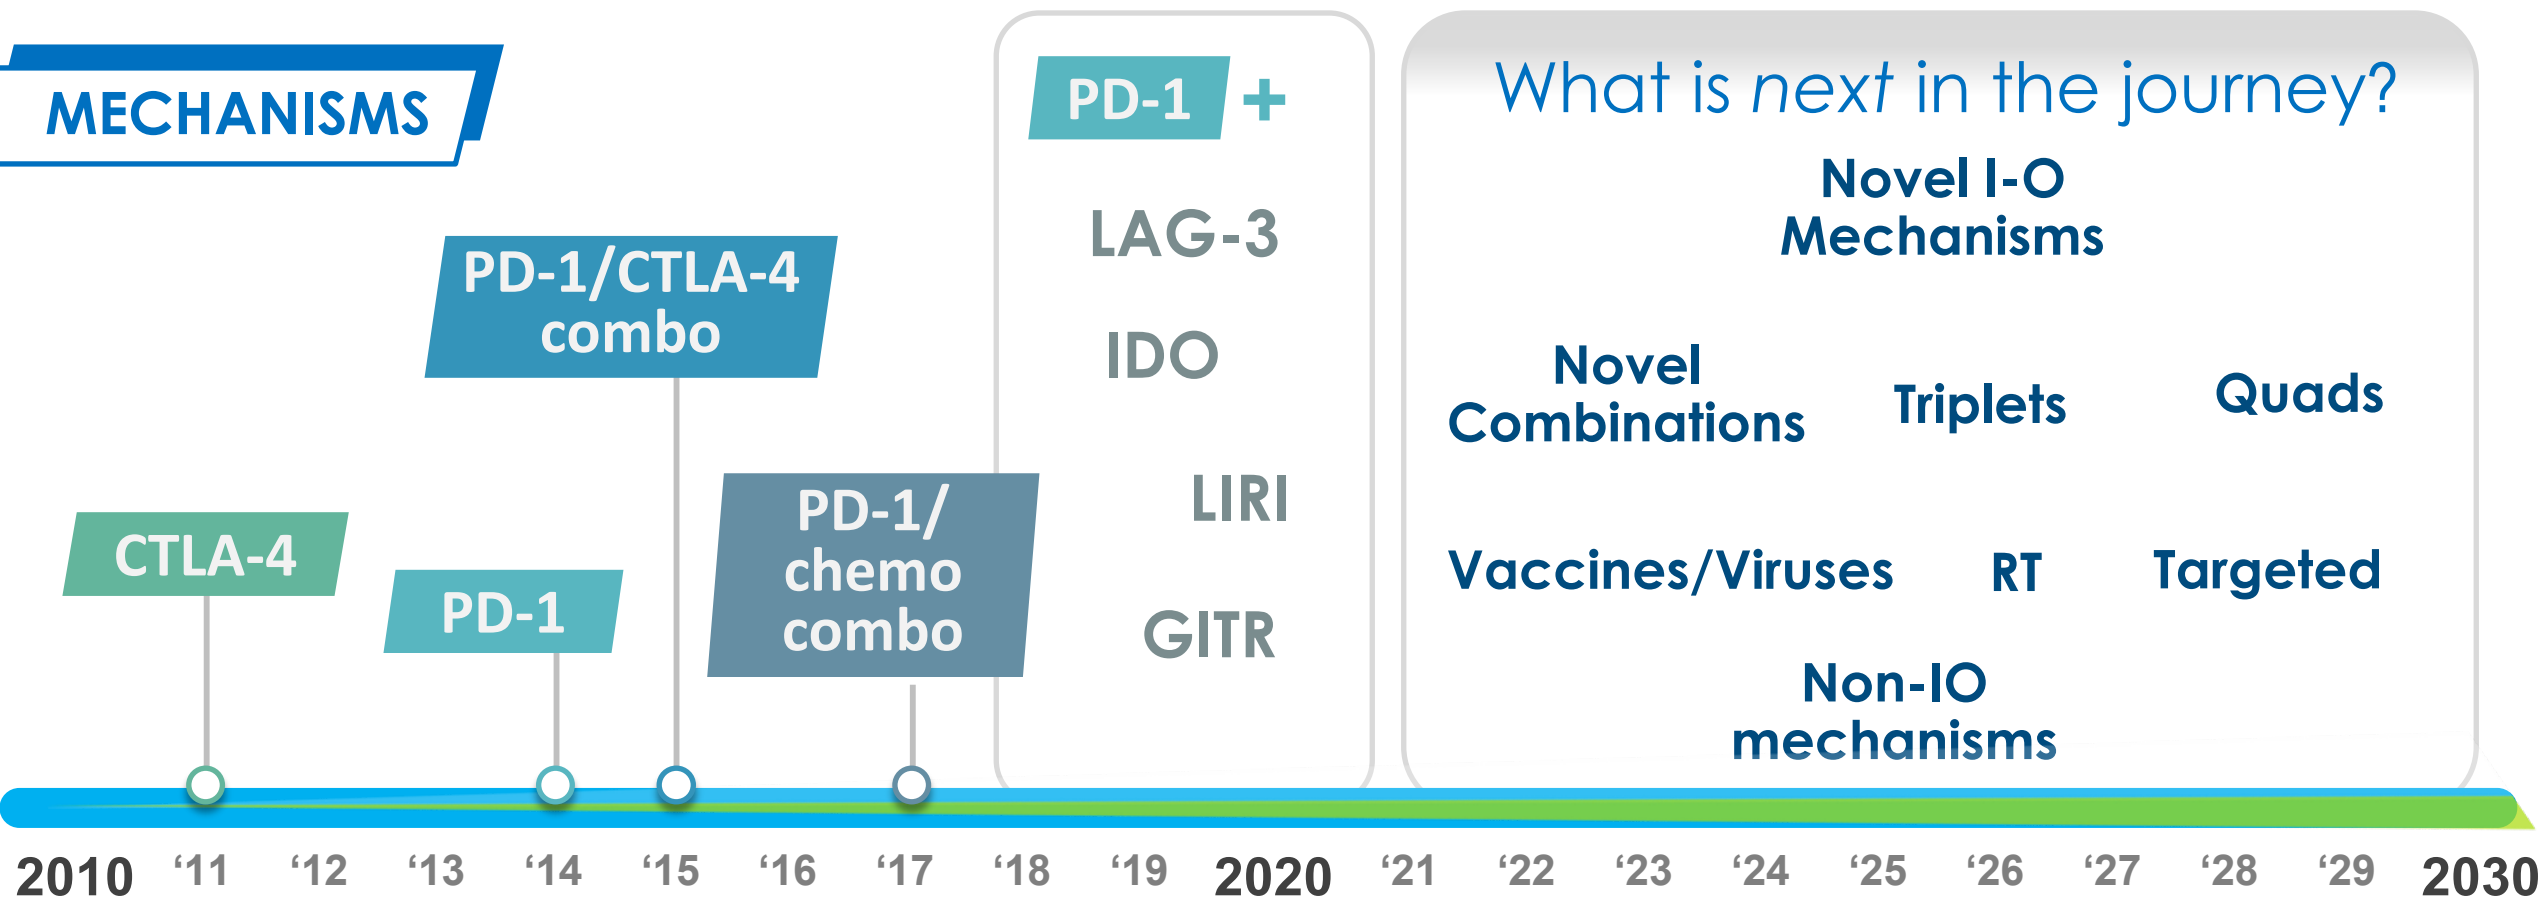 MECHANISMS
CTLA-4
PD-1
PD-1/CTLA-4
combo
PD-1/
chemo
combo
PD-1 +
LAG-3
IDO
LIRI
GITR
What is next in the journey?
Novel I-O
Mechanisms
Novel
Combinations
Triplets
Quads
Vaccines/Viruses
RT
Targeted
Non-IO
mechanisms
2010 ‘11 ‘12 ‘13 ‘14 ‘15 ‘16 ‘17 ‘18 ‘19 2020 ‘21 ‘22 ‘23 ‘24 ‘25 ‘26 ‘27 ‘28 ‘29 2030